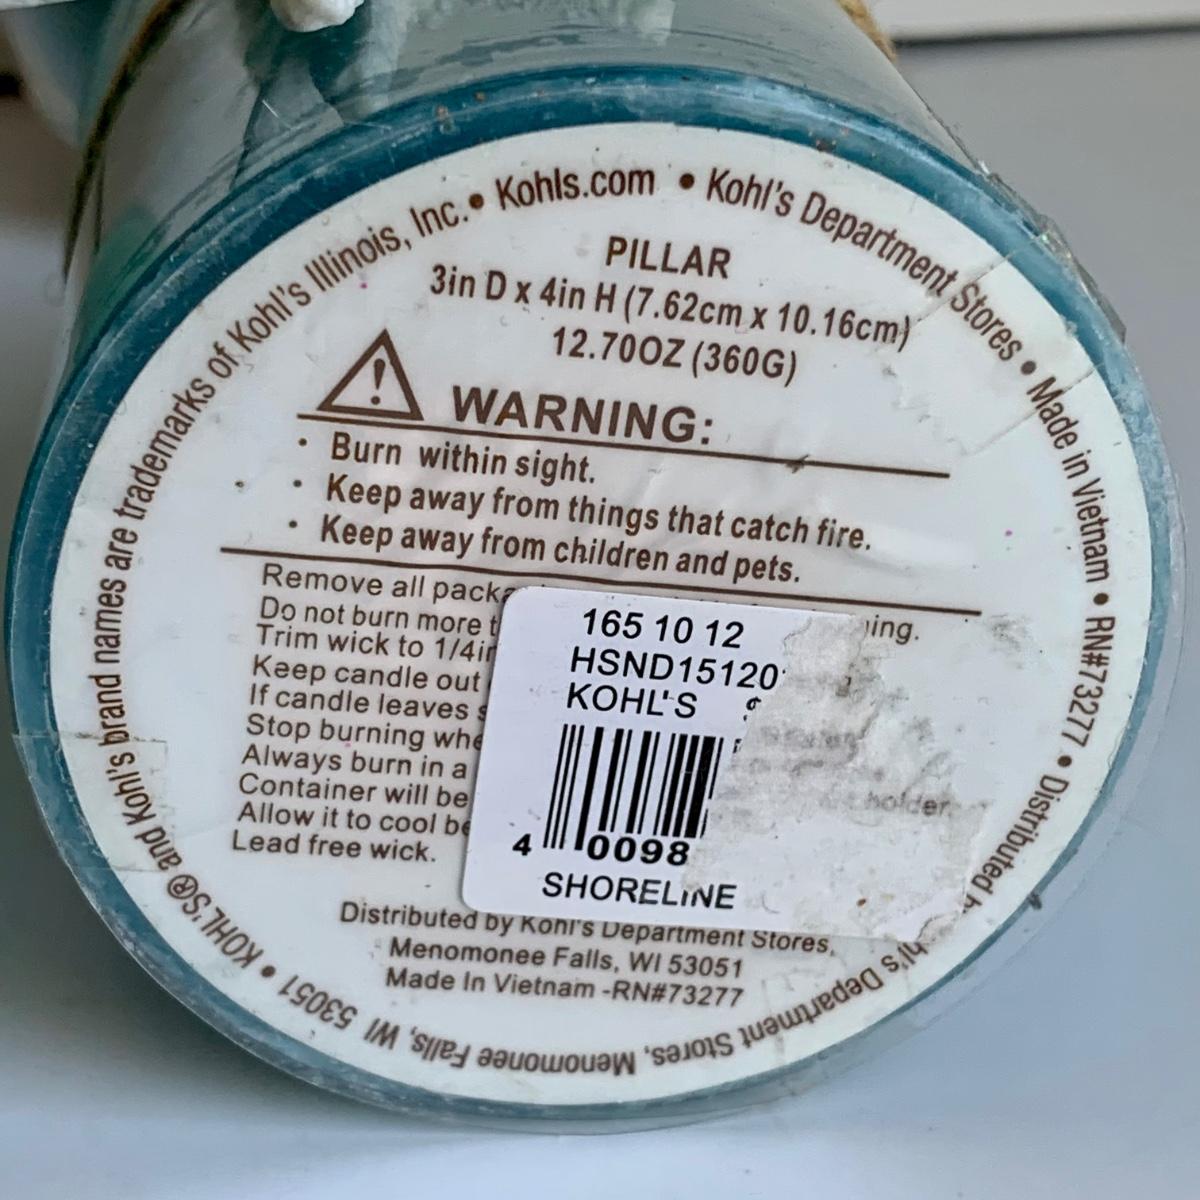 Kohls.com • Kohl's Department Stores • Made in Vietnam • RN#73277 • Distributed
hl's Department Stores, Menomonee Falls, WI 53051 • KOHL'S® and Kohl's brand names are trademarks of Kohl's Illinois, Inc. •
PILLAR
3in D x 4in H (7.62cm x 10.16cm)
12.70OZ (360G)
WARNING:
• Burn within sight.
• Keep away from things that catch fire.
• Keep away from children and pets.
Remove all packa
ing.
Do not burn more t
Trim wick to 1/4in
Keep candle out
If candle leaves s
Stop burning whe
Always burn in a
holder
Container will be
Allow it to cool be
Lead free wick.
165 10 12
HSND15120
KOHL'S $
4 0098
SHORELINE
Distributed by Kohl's Department Stores,
Menomonee Falls, WI 53051
Made In Vietnam -RN#73277